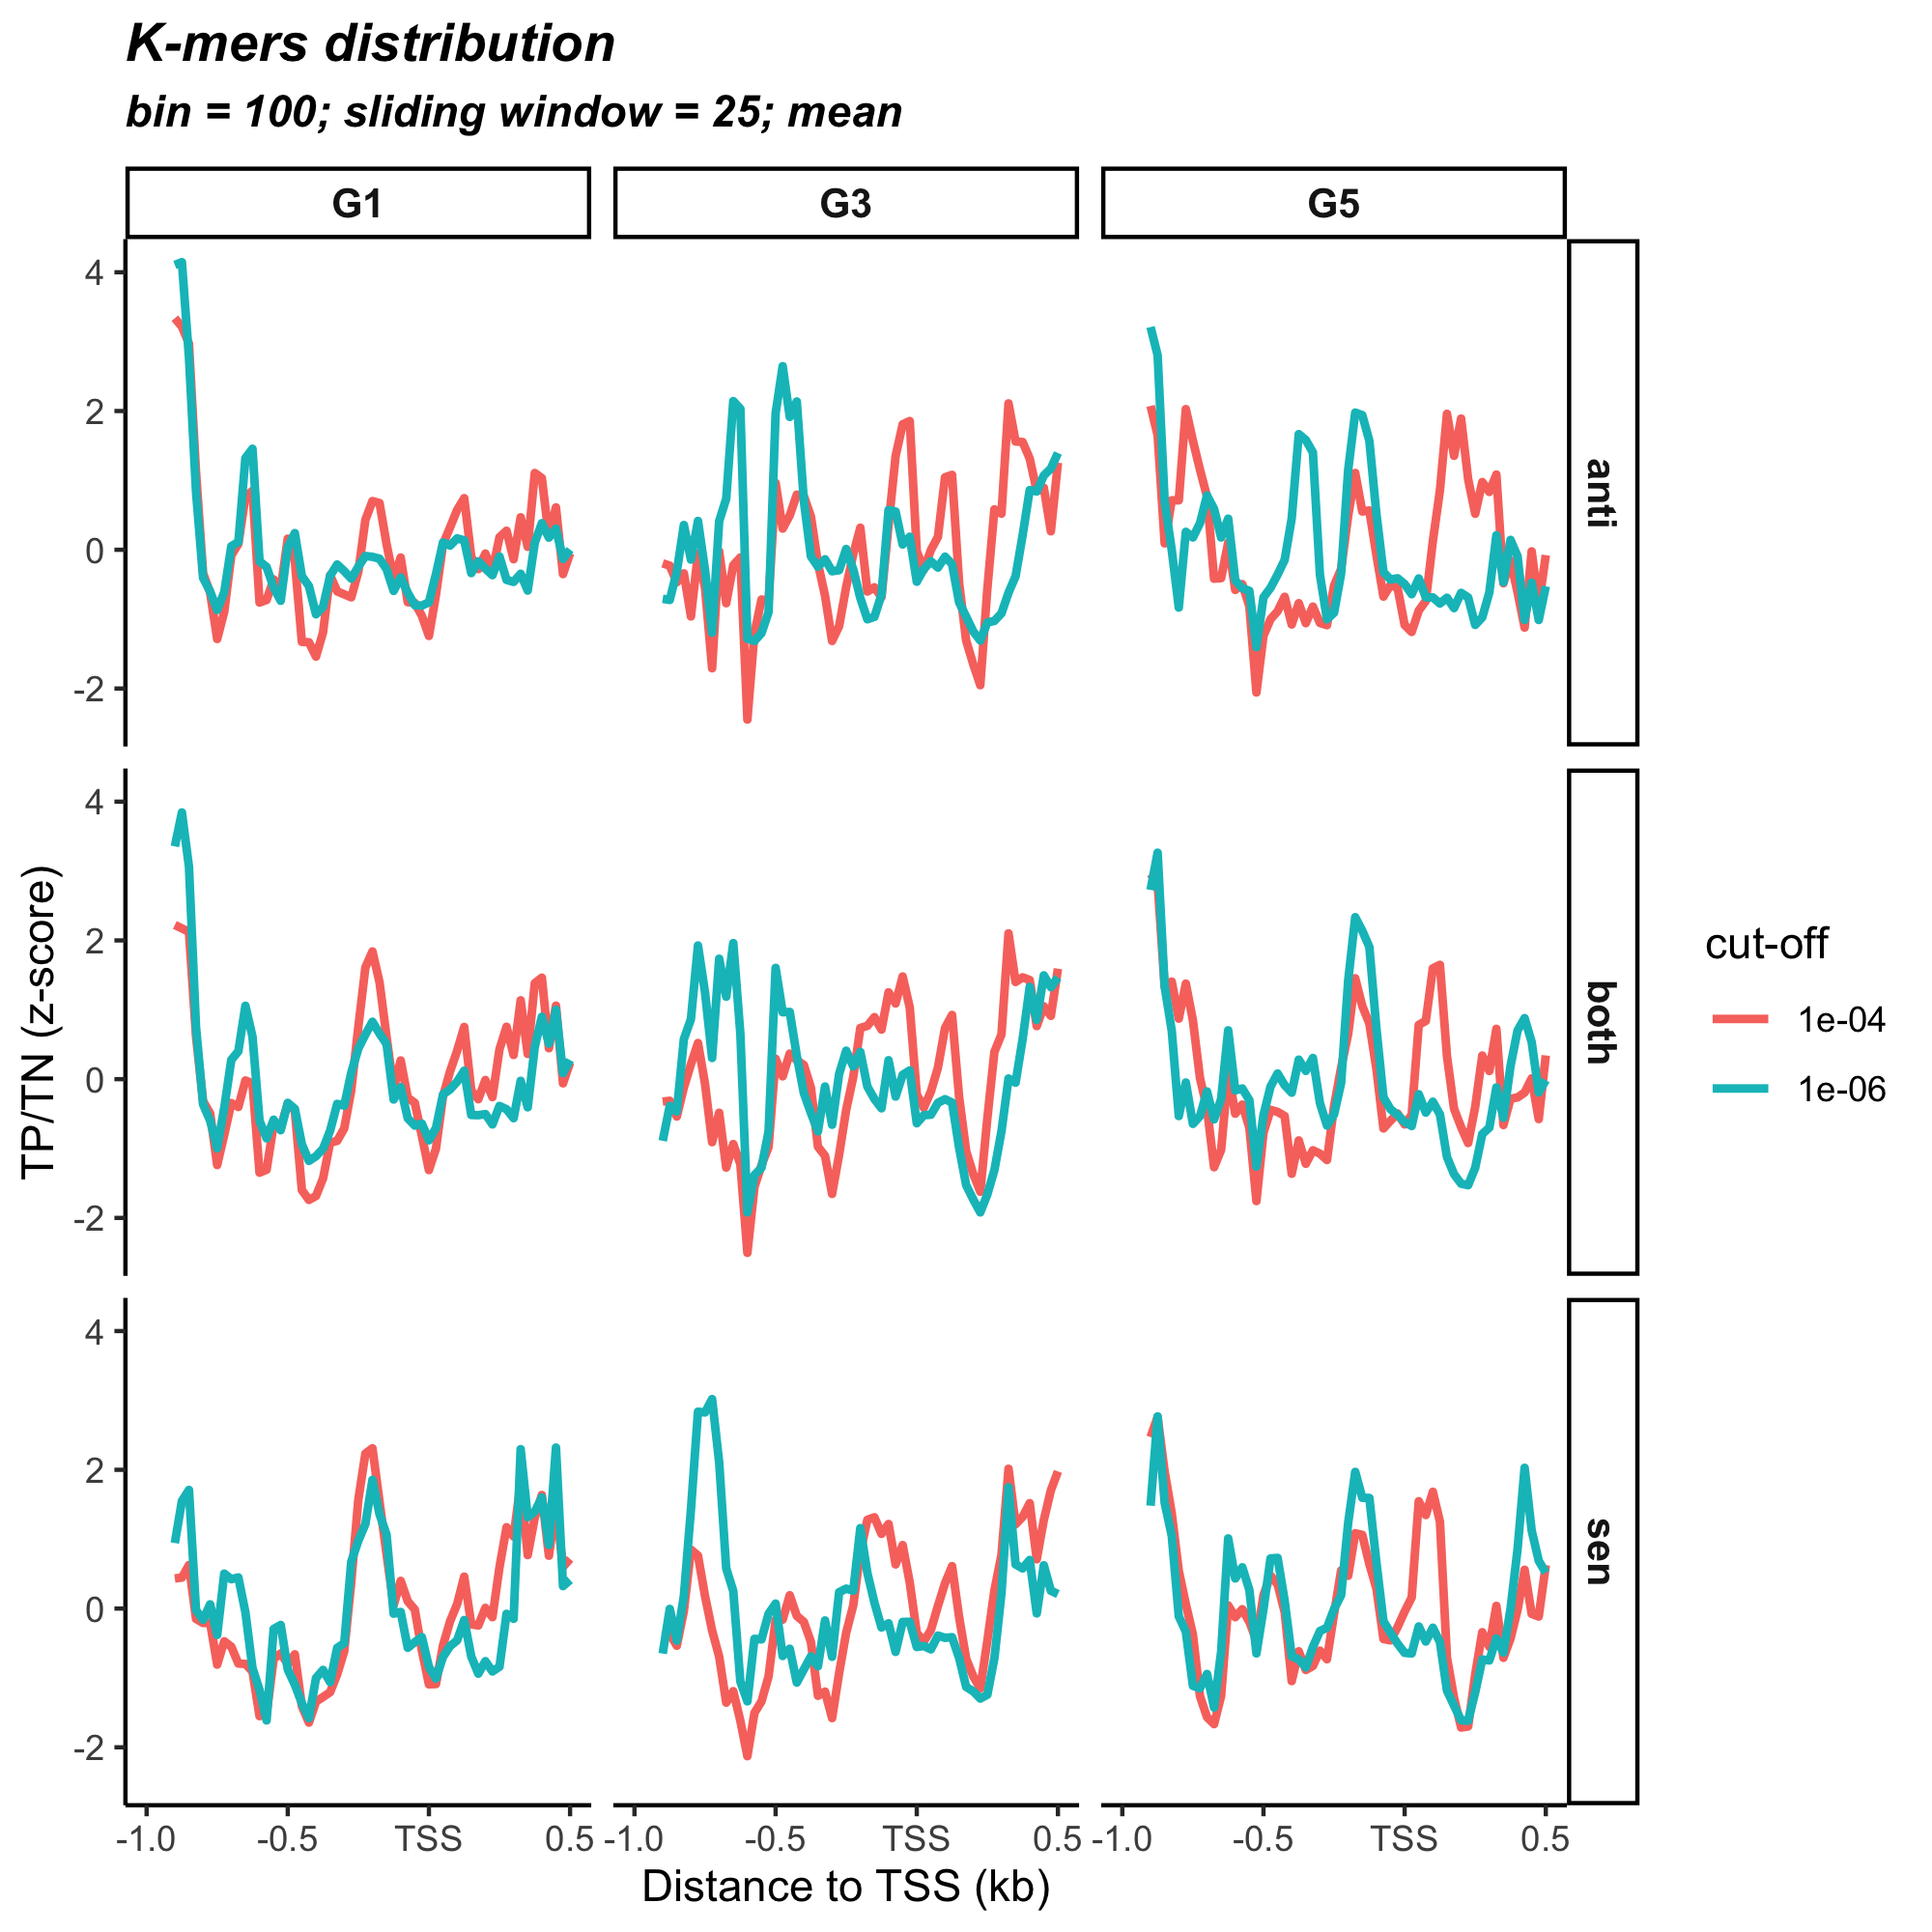 K-mers distribution
bin = 100; sliding window = 25; mean
G1 G3 G5
4
2
0
-2
anti
4
2
0
-2
both
4
2
0
-2
sen
TP/TN (z-score)
cut-off
1e-04
1e-06
-1.0 -0.5 TSS 0.5 -1.0 -0.5 TSS 0.5 -1.0 -0.5 TSS 0.5
Distance to TSS (kb)